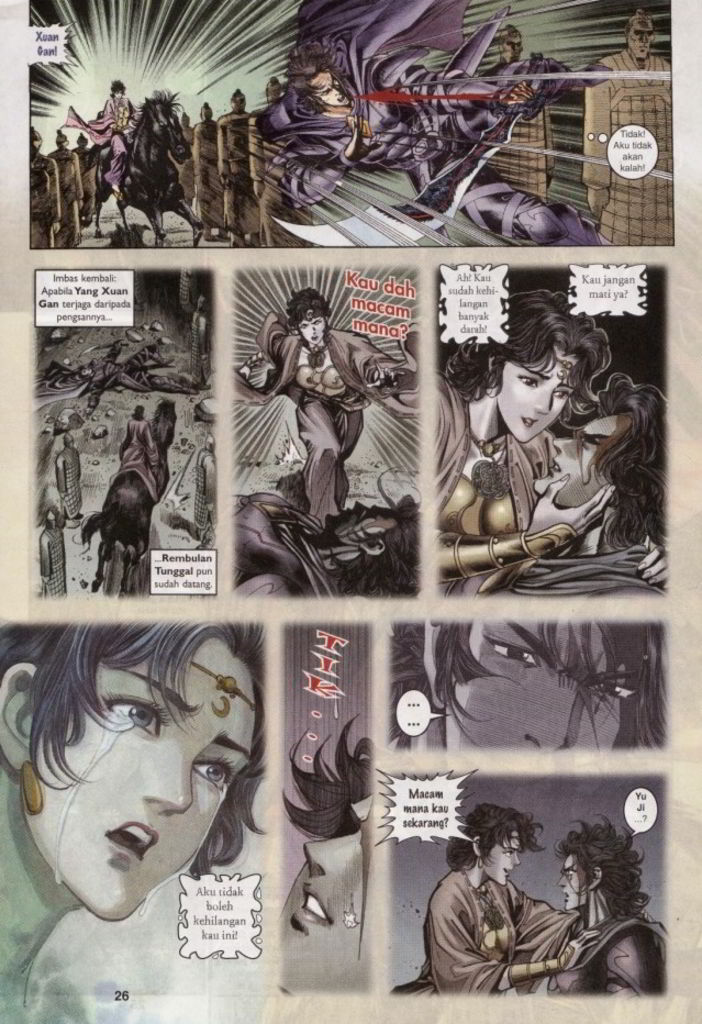 Xuan
Gan!
Tidak!
Aku tidak
akan
kalah!
Imbas kembali:
Apabila Yang Xuan
Gan terjaga daripada
pengsannya...
...Rembulan
Tunggal pun
sudah datang.
Kau dah
macam
mana?
Ah! Kau
sudah kehi-
langan
banyak
darah!
Kau jangan
mati ya?
Aku tidak
boleh
kehilangan
kau ini!
TIK...
...
...
Macam
mana kau
sekarang?
Yu
Ji
...?
26